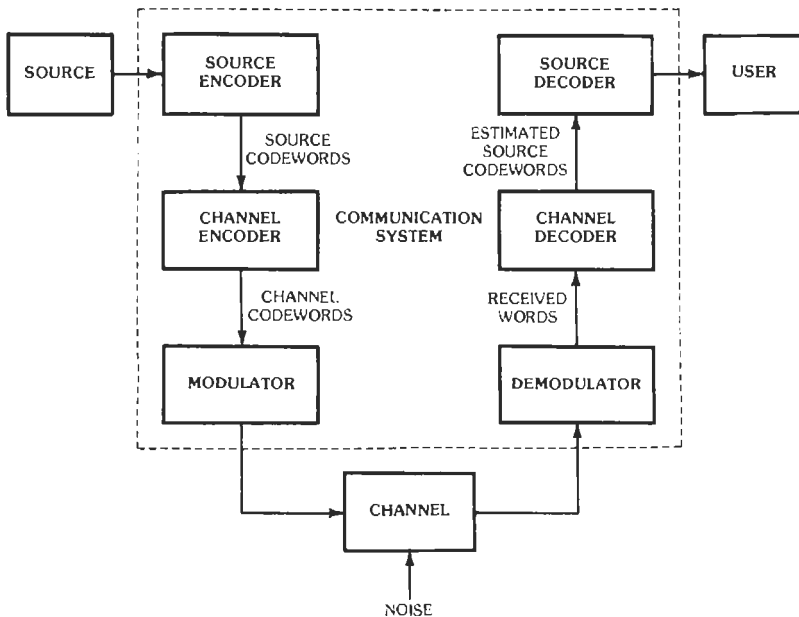 SOURCE
SOURCE
ENCODER
SOURCE
DECODER
USER
SOURCE
CODEWORDS
ESTIMATED
SOURCE
CODEWORDS
CHANNEL
ENCODER
COMMUNICATION
SYSTEM
CHANNEL
DECODER
CHANNEL
CODEWORDS
RECEIVED
WORDS
MODULATOR
DEMODULATOR
CHANNEL
NOISE